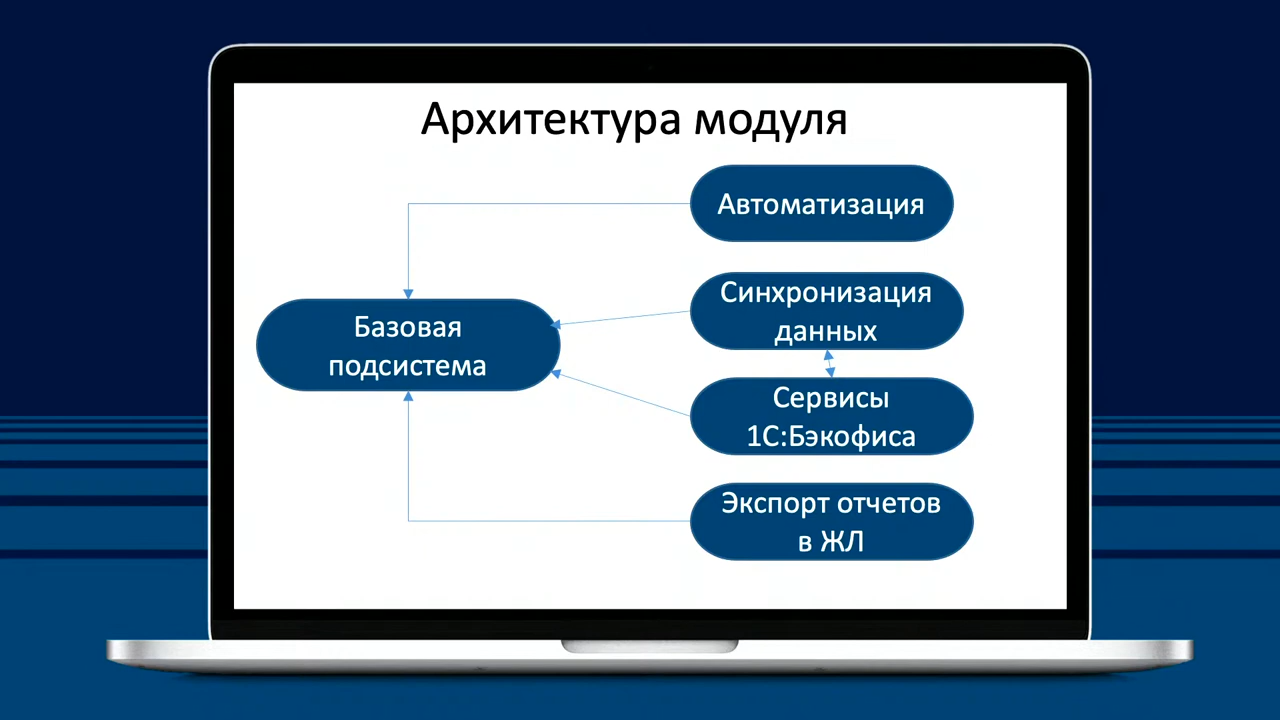 Архитектура модуля
Автоматизация
Синхронизация
данных
Базовая
подсистема
Сервисы
1С:Бэкофиса
Экспорт отчетов
в ЖЛ